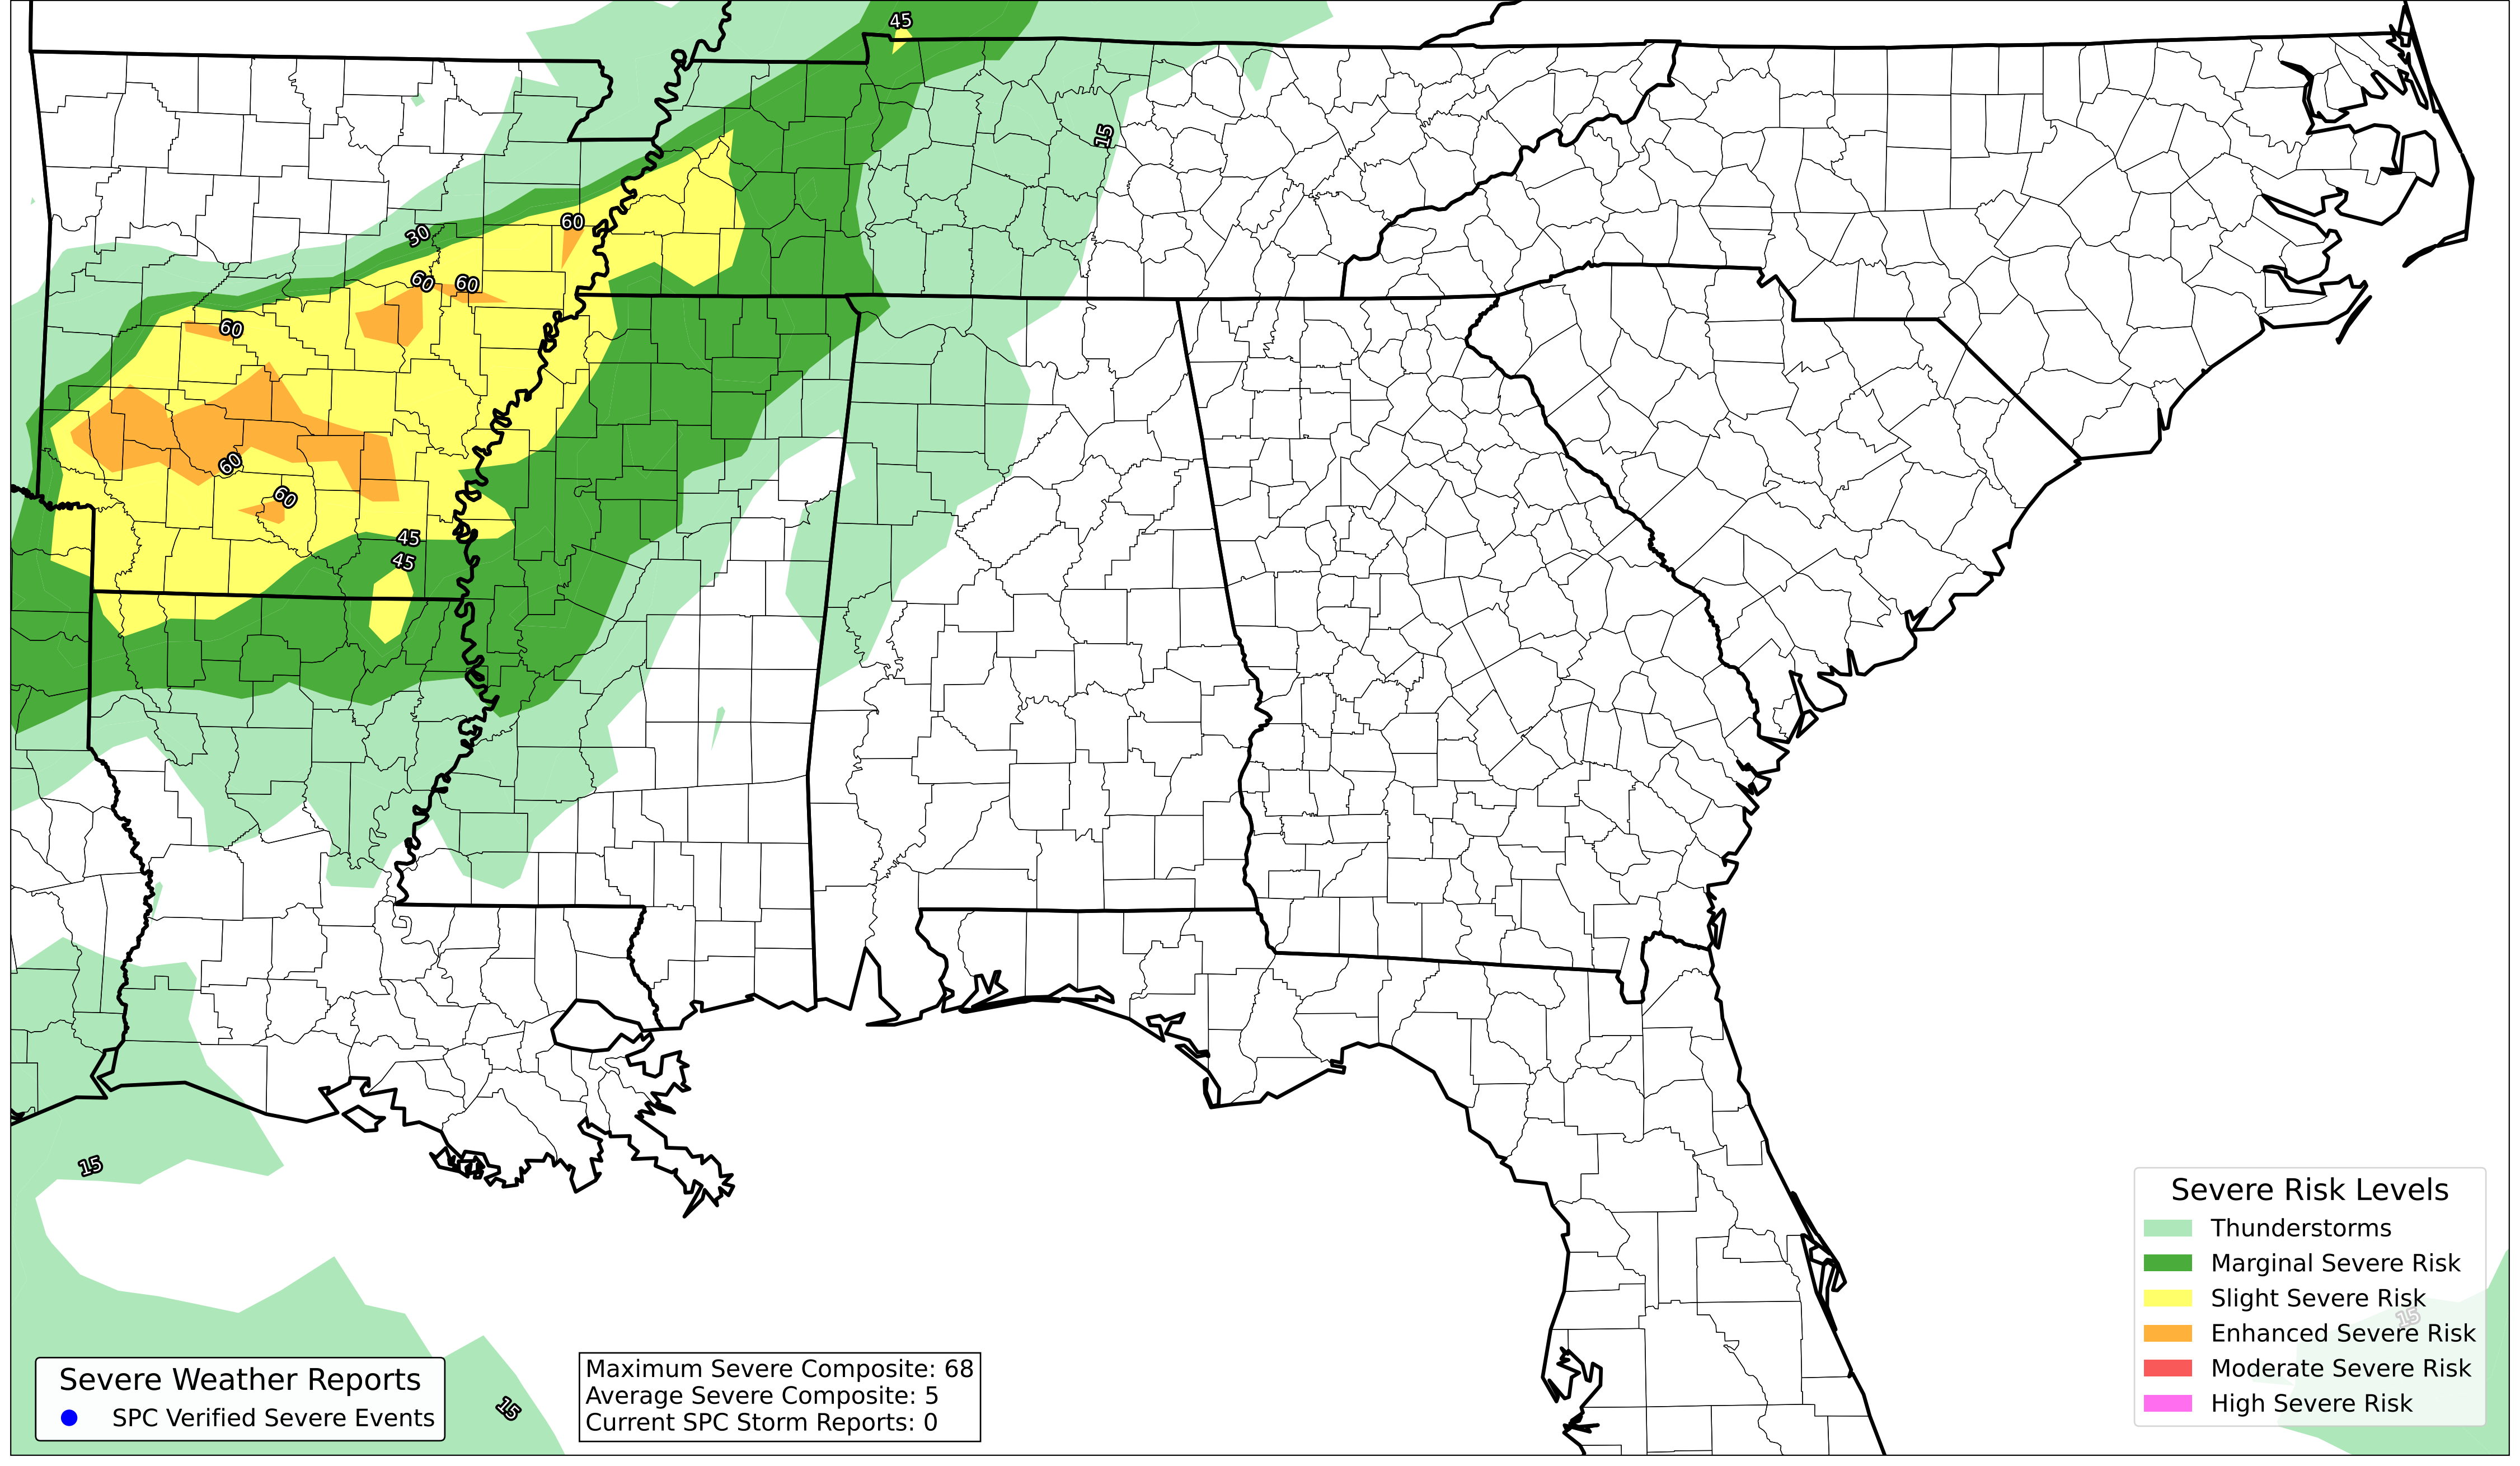 45
15
30
60
60
60
60
60
60
45
45
15
15
15
Severe Risk Levels
Thunderstorms
Marginal Severe Risk
Slight Severe Risk
Enhanced Severe Risk
Moderate Severe Risk
High Severe Risk
Severe Weather Reports
SPC Verified Severe Events
Maximum Severe Composite: 68
Average Severe Composite: 5
Current SPC Storm Reports: 0